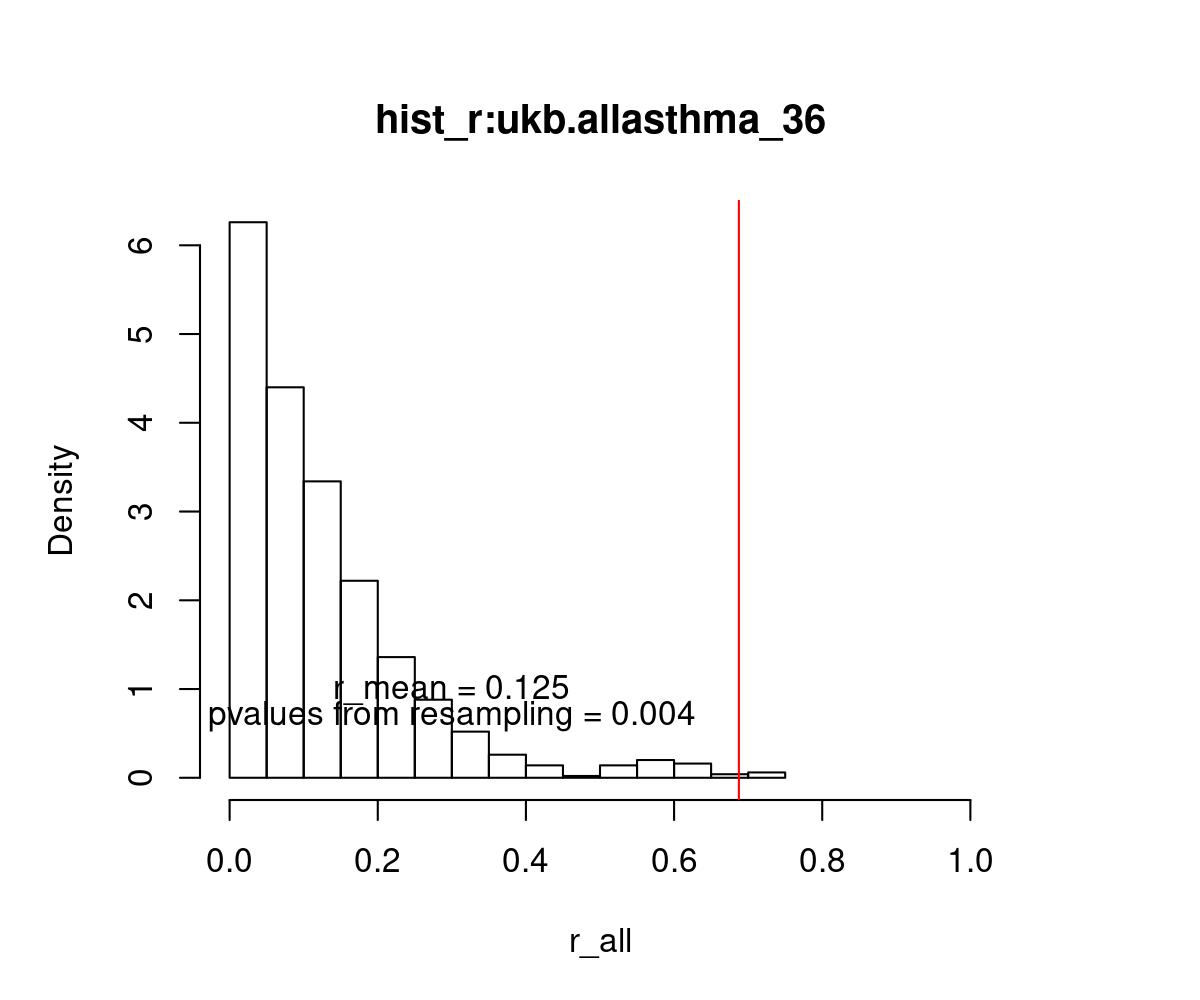 hist_r:ukb.allasthma_36
6
5
4
3
2
1
0
Density
r_mean = 0.125
pvalues from resampling = 0.004
0.0 0.2 0.4 0.6 0.8 1.0
r_all